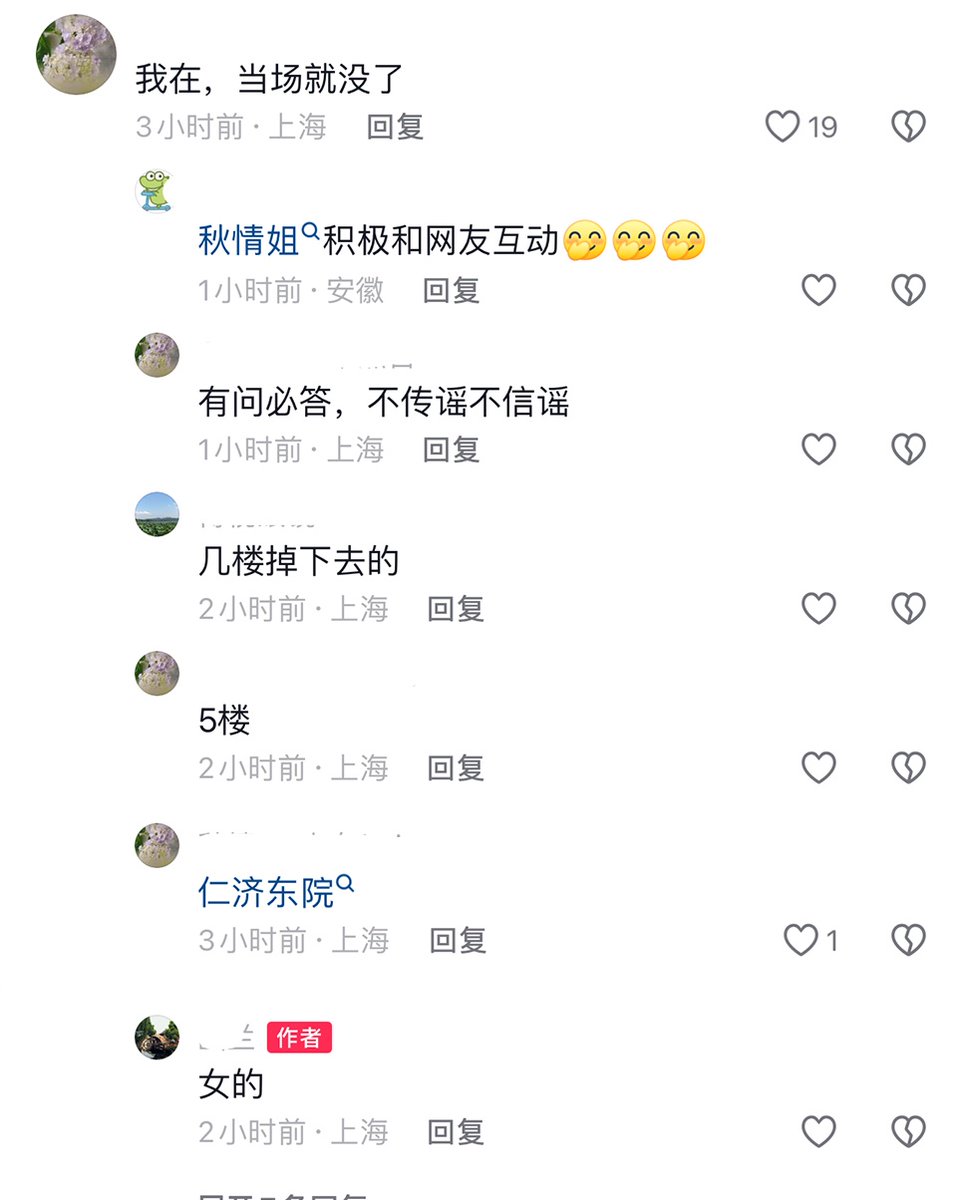 我在，当场就没了
3小时前 · 上海 回复 19
秋情姐积极和网友互动🤭🤭🤭
1小时前 · 安徽 回复
有问必答，不传谣不信谣
1小时前 · 上海 回复
几楼掉下去的
2小时前 · 上海 回复
5楼
2小时前 · 上海 回复
仁济东院
3小时前 · 上海 回复 1
作者
女的
2小时前 · 上海 回复